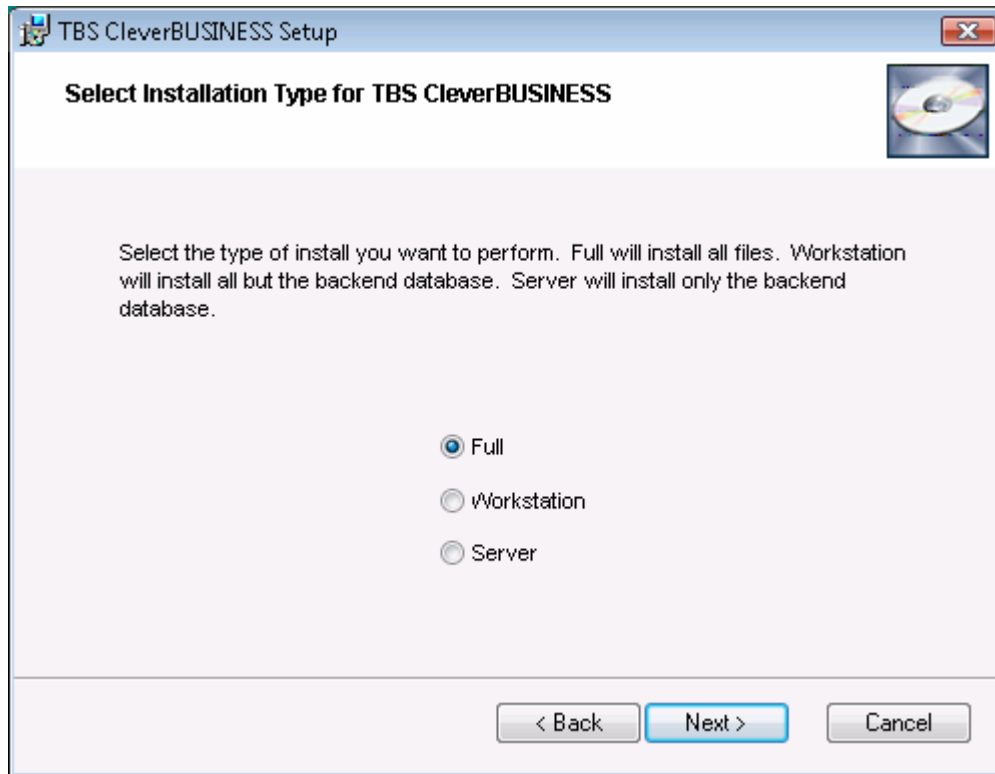 TBS CleverBUSINESS Setup
Select Installation Type for TBS CleverBUSINESS
Select the type of install you want to perform.  Full will install all files.  Workstation
will install all but the backend database.  Server will install only the backend
database.
Full
Workstation
Server
< Back
Next >
Cancel